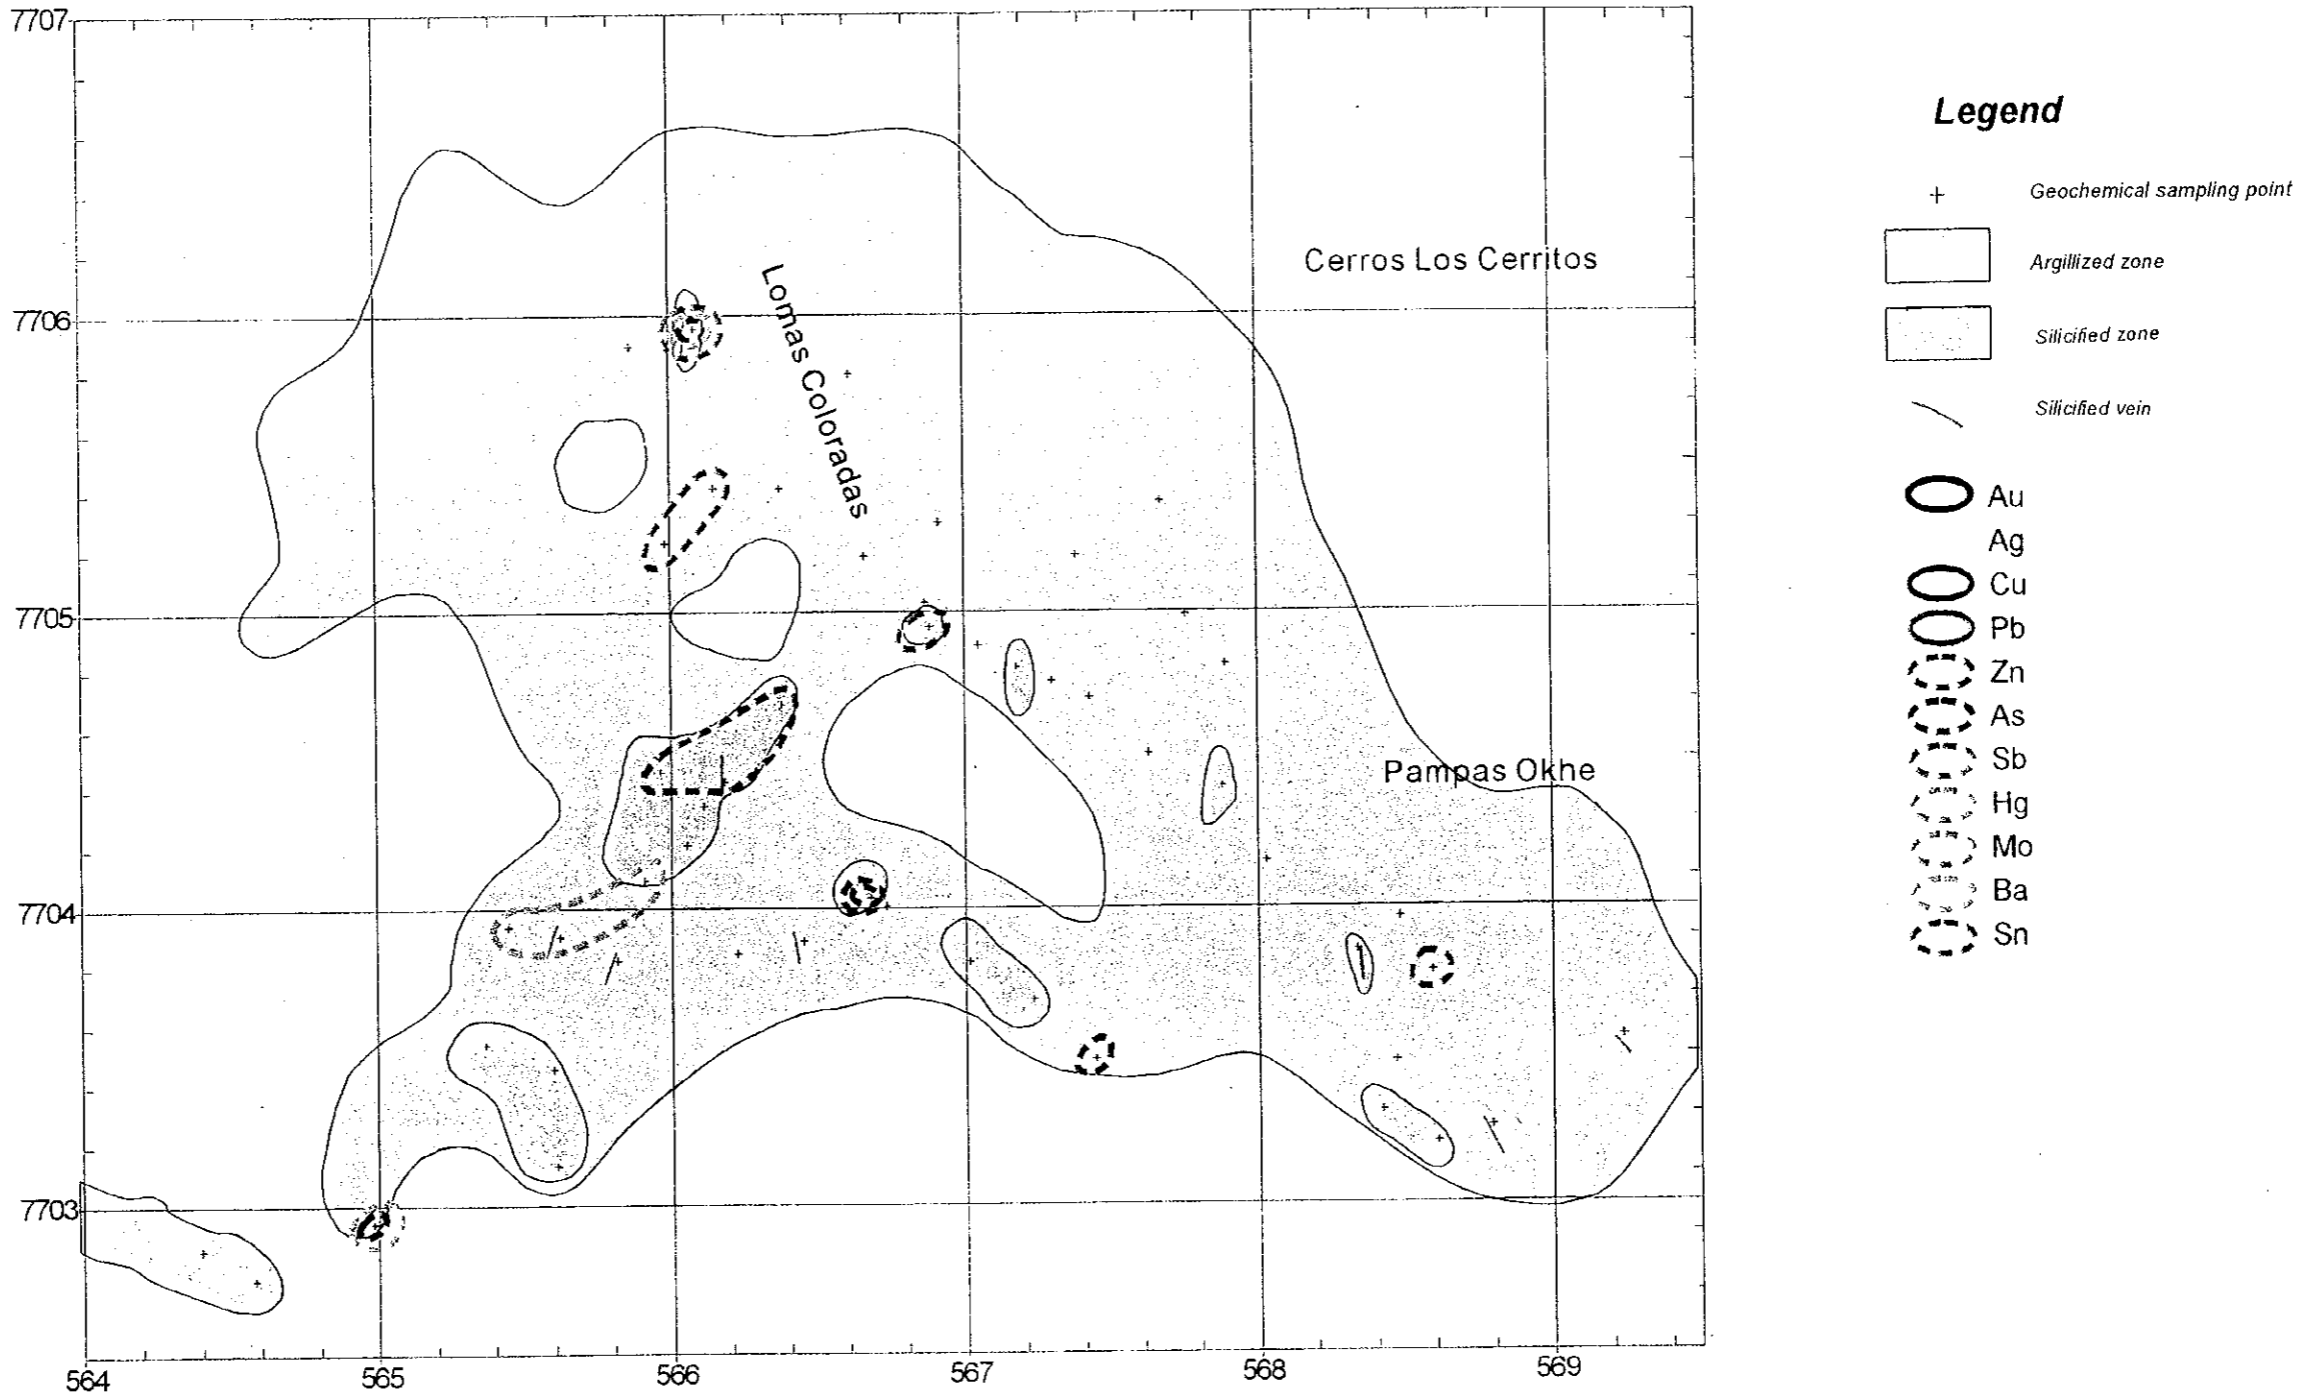 7707
7706
7705
7704
7703
564
565
566
567
568
569
Cerros Los Cerritos
Lomas Coloradas
Pampas Okhe
Legend
+ Geochemical sampling point
Argillized zone
Silicified zone
Silicified vein
Au
Ag
Cu
Pb
Zn
As
Sb
Hg
Mo
Ba
Sn